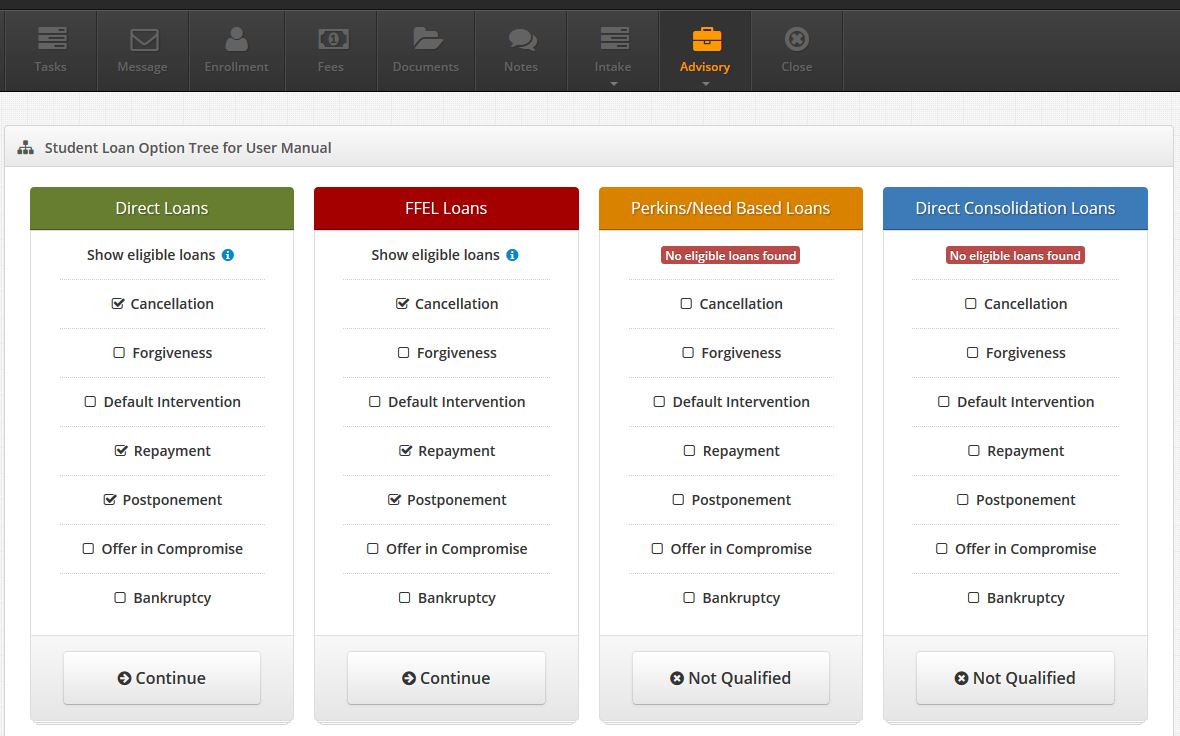 Tasks
Message
Enrollment
Fees
Documents
Notes
Intake
Advisory
Close
Student Loan Option Tree for User Manual
Direct Loans
Show eligible loans
Cancellation
Forgiveness
Default Intervention
Repayment
Postponement
Offer in Compromise
Bankruptcy
Continue
FFEL Loans
Show eligible loans
Cancellation
Forgiveness
Default Intervention
Repayment
Postponement
Offer in Compromise
Bankruptcy
Continue
Perkins/Need Based Loans
No eligible loans found
Cancellation
Forgiveness
Default Intervention
Repayment
Postponement
Offer in Compromise
Bankruptcy
Not Qualified
Direct Consolidation Loans
No eligible loans found
Cancellation
Forgiveness
Default Intervention
Repayment
Postponement
Offer in Compromise
Bankruptcy
Not Qualified